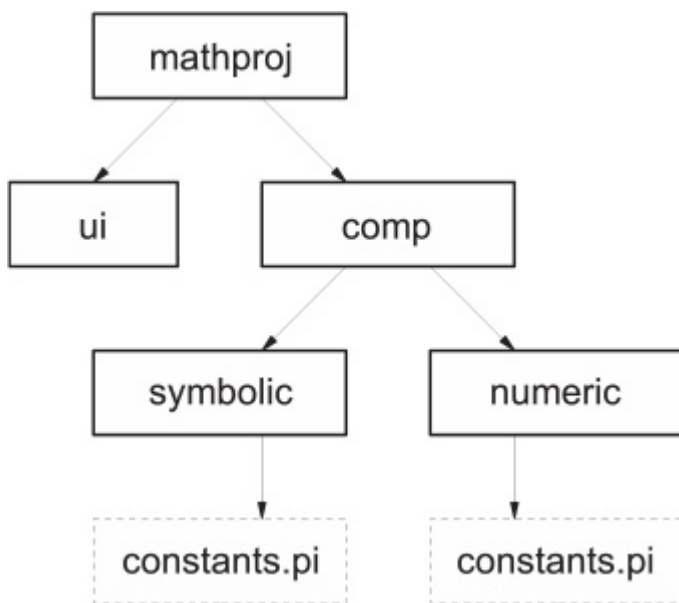 mathproj
ui
comp
symbolic
numeric
constants.pi
constants.pi